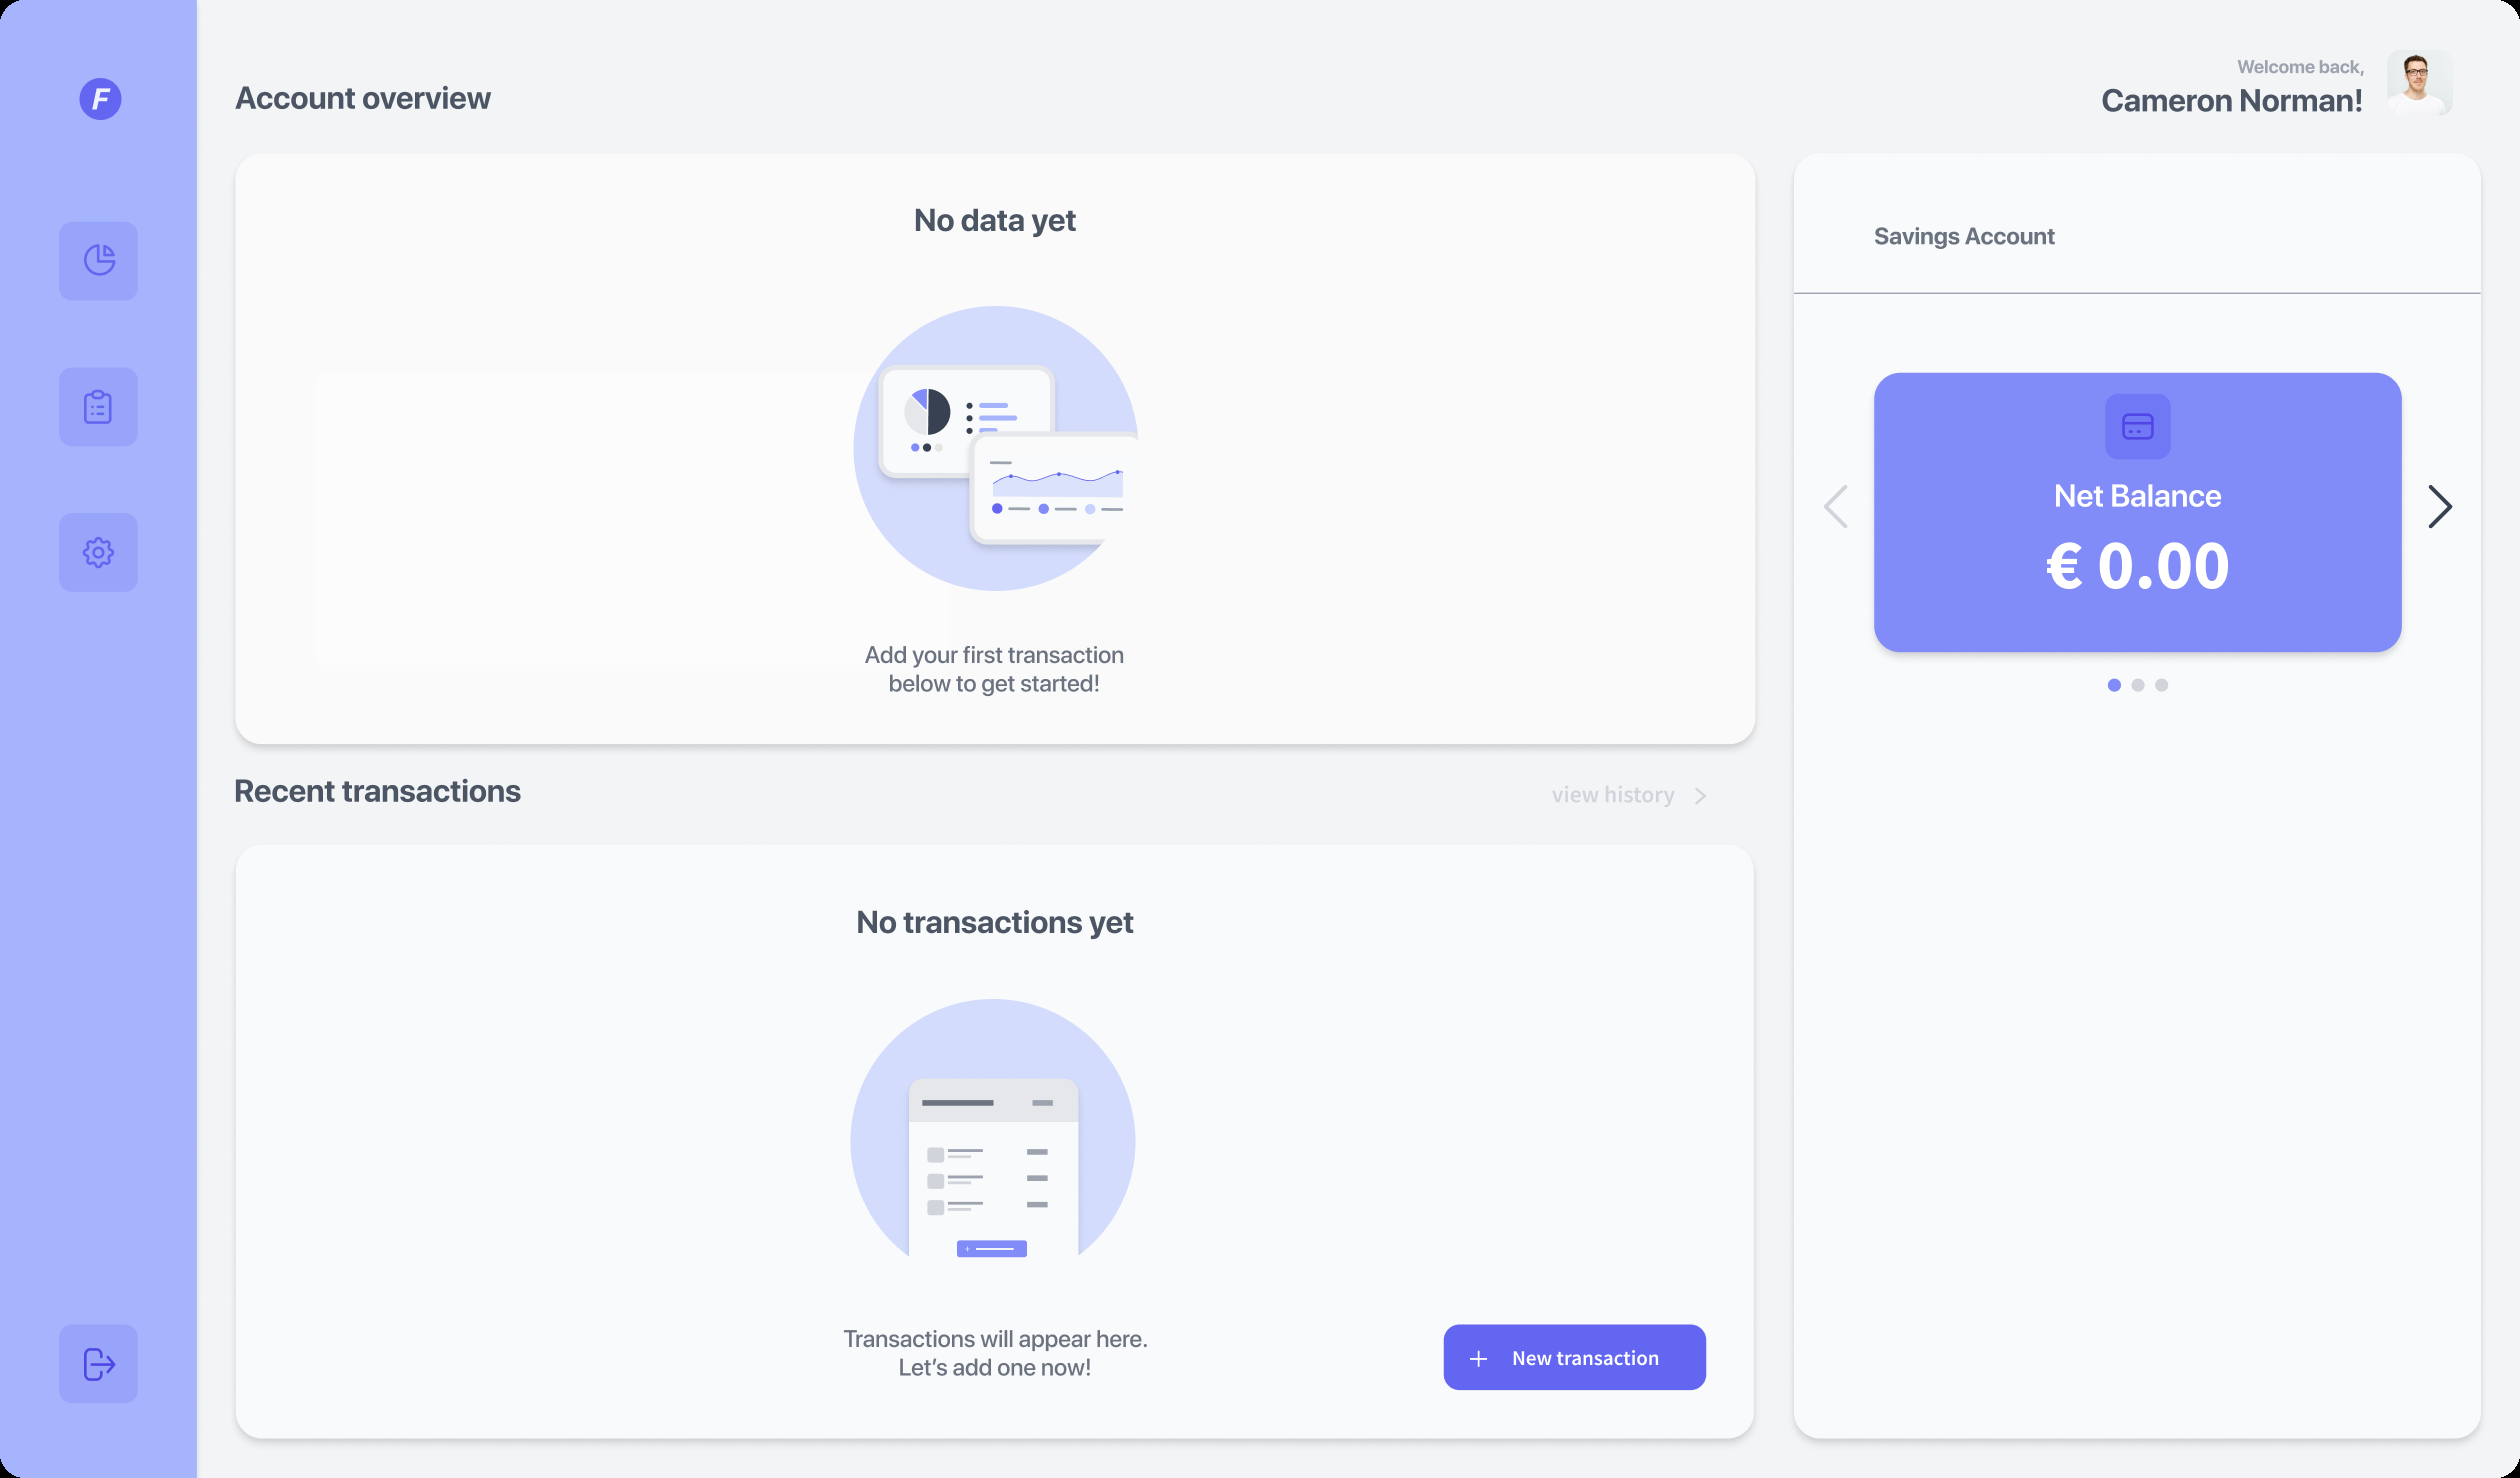 F
Account overview
Welcome back,
Cameron Norman!
No data yet
Add your first transaction
below to get started!
Savings Account
Net Balance
€ 0.00
Recent transactions
view history
No transactions yet
Transactions will appear here.
Let's add one now!
New transaction